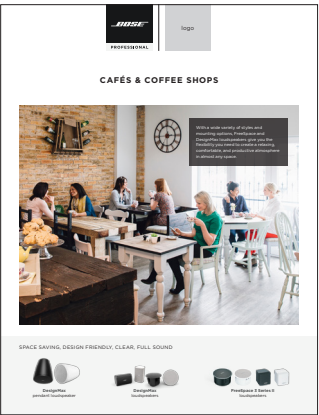 BOSE
PROFESSIONAL
logo
CAFÉS & COFFEE SHOPS
With a wide variety of styles and
mounting options, FreeSpace and
DesignMax loudspeakers give you the
flexibility you need to create a relaxing,
comfortable, and productive atmosphere
in almost any space.
SPACE SAVING, DESIGN FRIENDLY, CLEAR, FULL SOUND
DesignMax
pendant loudspeaker
DesignMax
loudspeakers
FreeSpace 3 Series II
loudspeakers